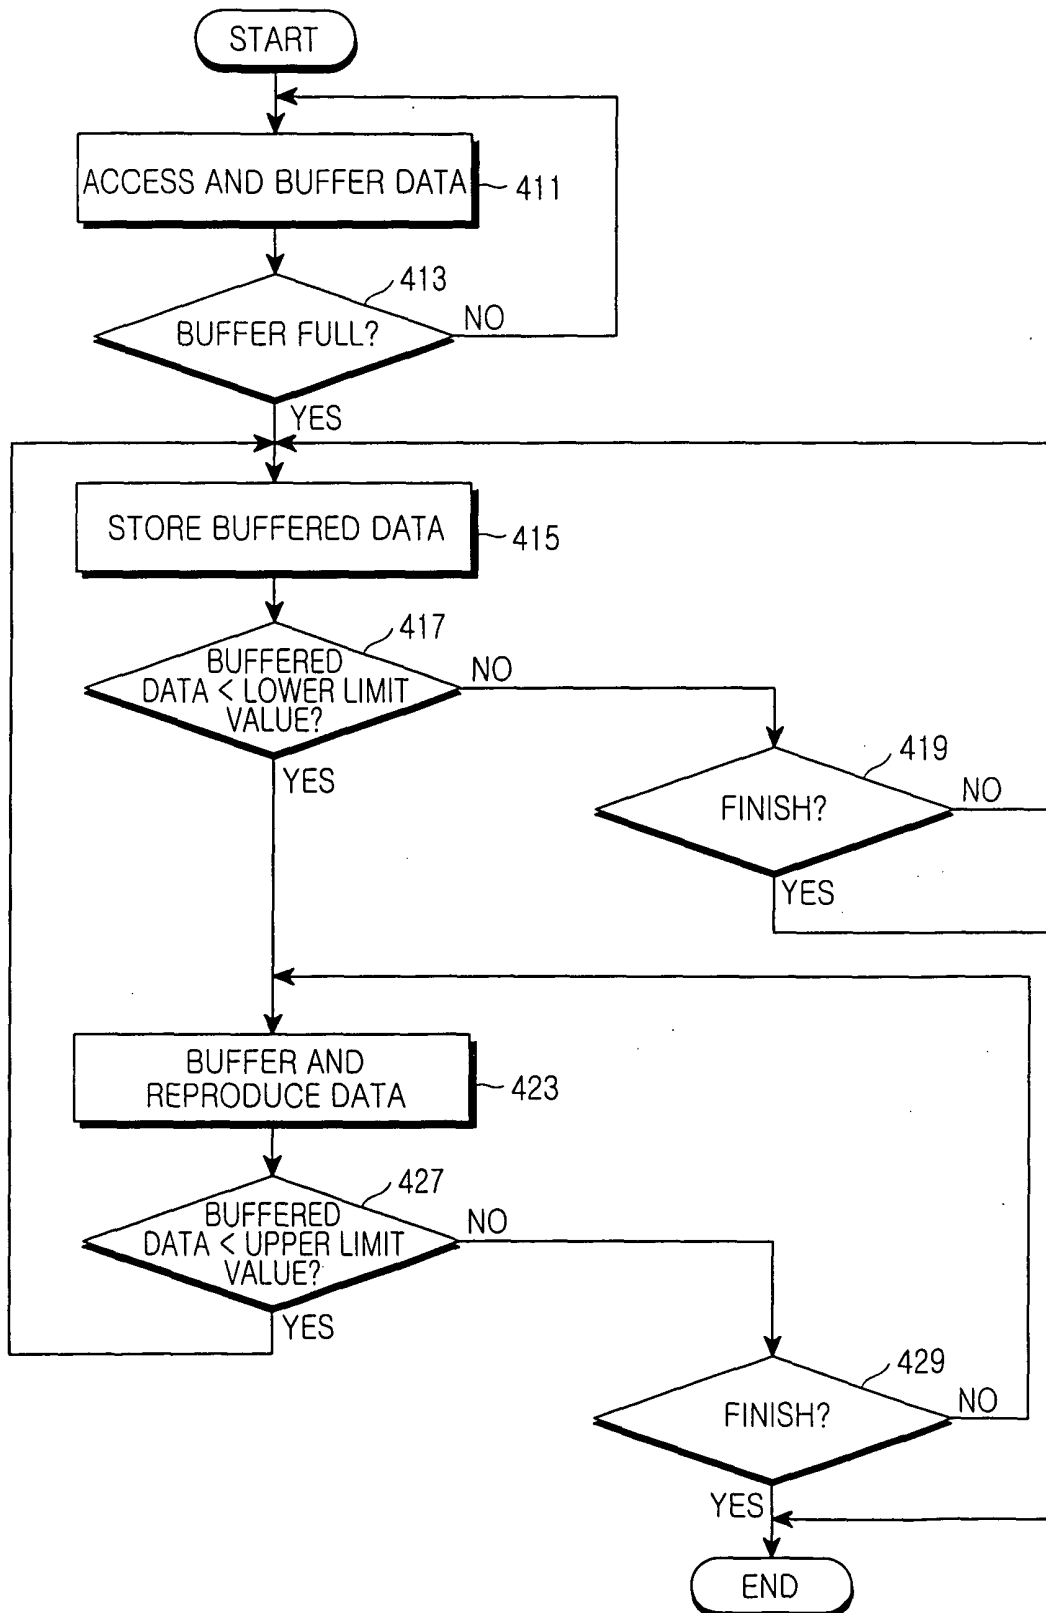 START
ACCESS AND BUFFER DATA
411
413
BUFFER FULL?
NO
YES
STORE BUFFERED DATA
415
417
BUFFERED
DATA < LOWER LIMIT
VALUE?
NO
YES
419
FINISH?
NO
YES
BUFFER AND
REPRODUCE DATA
423
427
BUFFERED
DATA < UPPER LIMIT
VALUE?
NO
YES
429
FINISH?
NO
YES
END